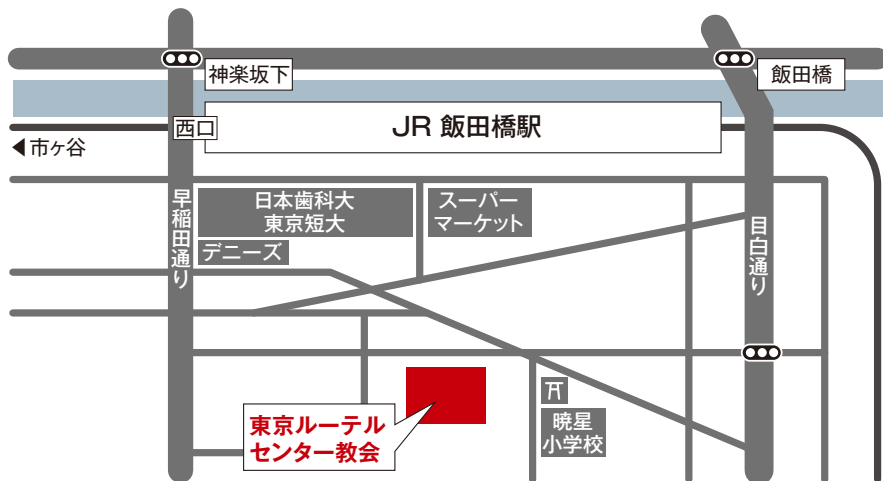 神楽坂下
飯田橋
西口
JR 飯田橋駅
◀市ヶ谷
早稲田通り
日本歯科大
東京短大
スーパー
マーケット
デニーズ
目白通り
東京ルーテル
センター教会
暁星
小学校